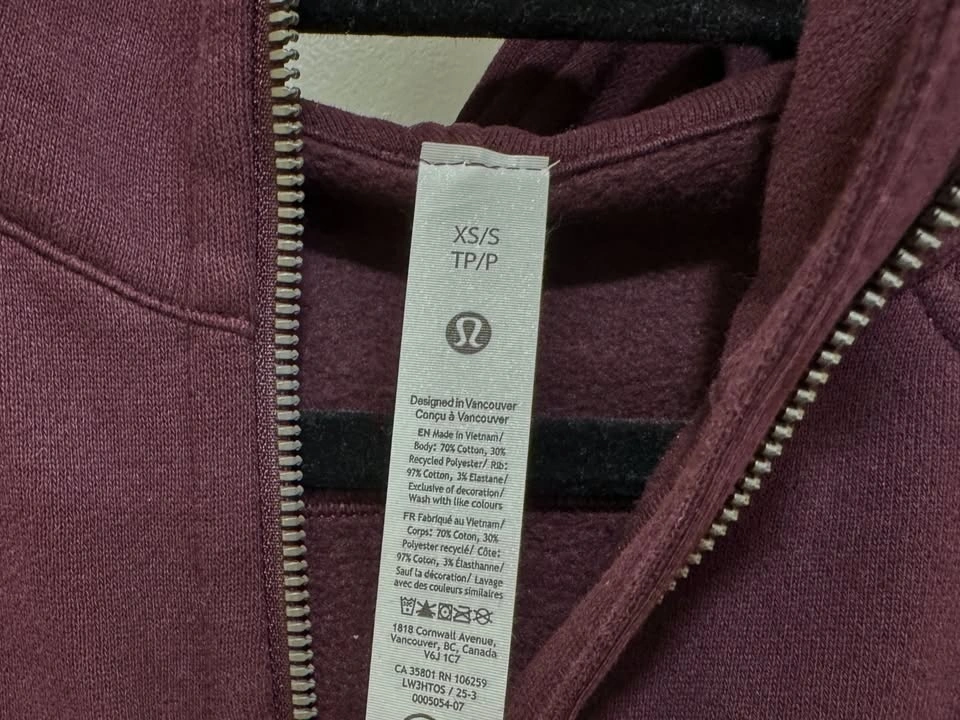 XS/S
TP/P
Designed in Vancouver
Conçu à Vancouver
EN Made in Vietnam/
Body: 70% Cotton, 30%
Recycled Polyester/ Rib:
97% Cotton, 3% Elastane/
Exclusive of decoration/
Wash with like colours
FR Fabriqué au Vietnam/
Corps: 70% Coton, 30%
Polyester recyclé/ Côte:
97% Coton, 3% Élasthanne/
Sauf la décoration/ Lavage
avec des couleurs similaires
1818 Cornwall Avenue,
Vancouver, BC, Canada
V6J 1C7
CA 35801 RN 106259
LW3HTOS / 25-3
0005054-07